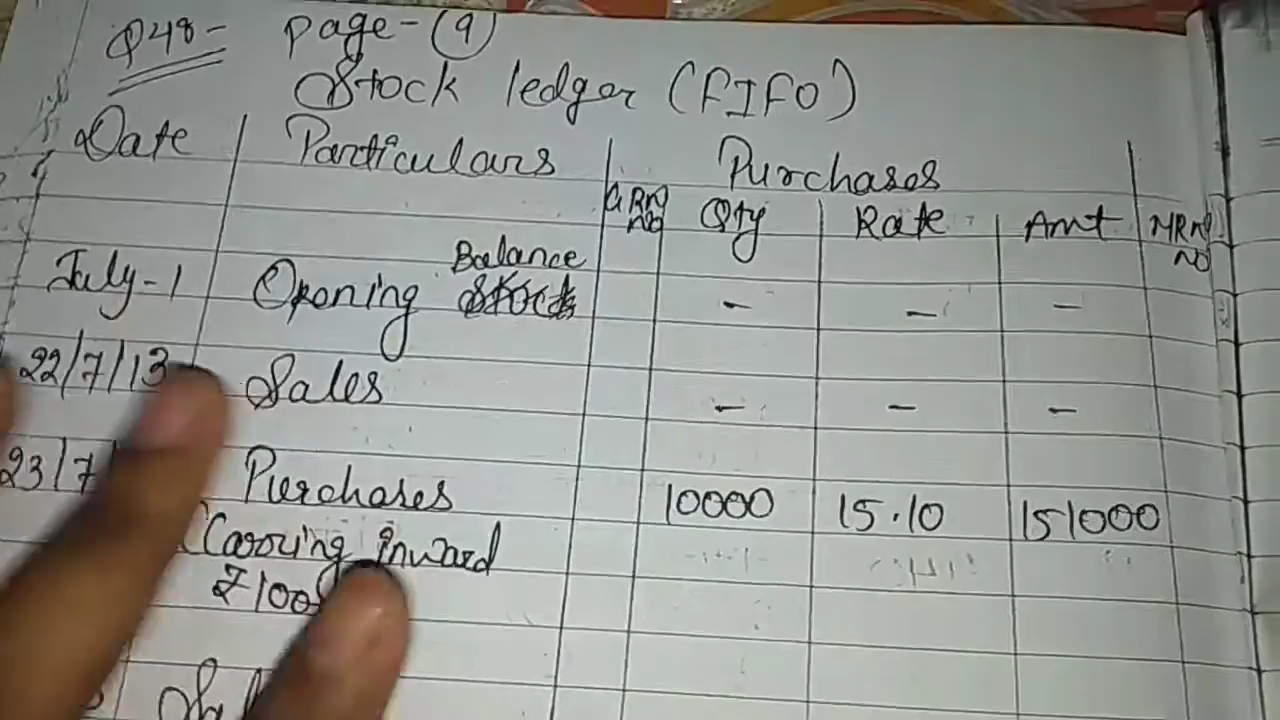 Q48- Page-(9)
Stock ledger (FIFO)
Date Particulars Purchases
GRN NO Qty Rate Amt MRN NO
July-1 Opening Balance - - -
22/7/13 Sales - - -
23/7 Purchases 10000 15.10 151000
(Carrying inward
₹100